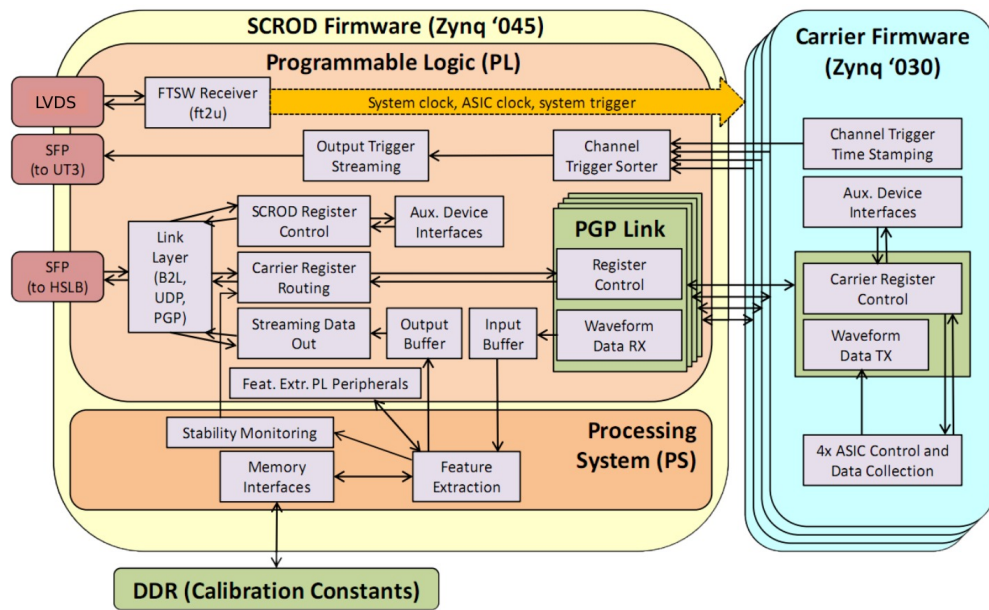 SCROD Firmware (Zynq ‘045)
Programmable Logic (PL)
LVDS
FTSW Receiver
(ft2u)
System clock, ASIC clock, system trigger
SFP
(to UT3)
Output Trigger
Streaming
Channel
Trigger Sorter
SCROD Register
Control
Aux. Device
Interfaces
PGP Link
SFP
(to HSLB)
Link
Layer
(B2L,
UDP,
PGP)
Carrier Register
Routing
Register
Control
Streaming Data
Out
Output
Buffer
Input
Buffer
Waveform
Data RX
Feat. Extr. PL Peripherals
Stability Monitoring
Processing
System (PS)
Memory
Interfaces
Feature
Extraction
DDR (Calibration Constants)
Carrier Firmware
(Zynq ‘030)
Channel Trigger
Time Stamping
Aux. Device
Interfaces
Carrier Register
Control
Waveform
Data TX
4x ASIC Control and
Data Collection